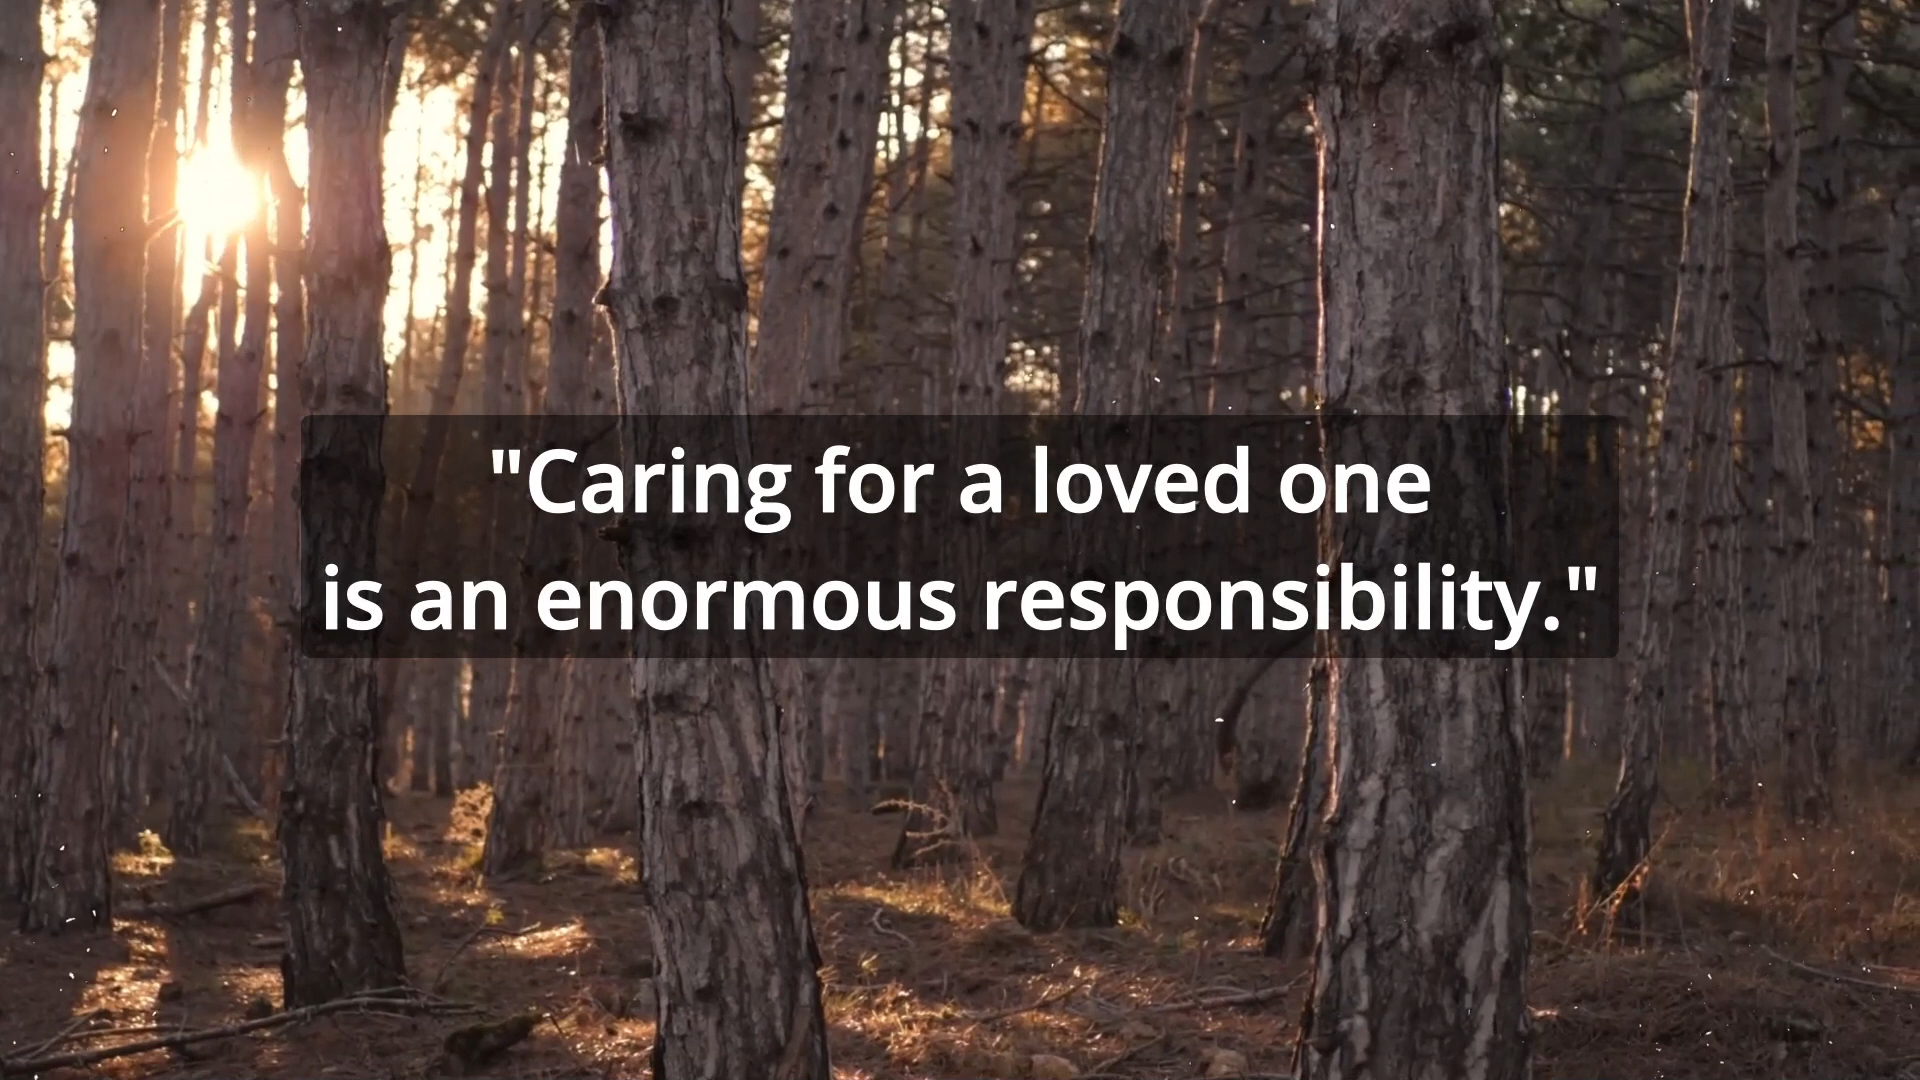 "Caring for a loved one
is an enormous responsibility."